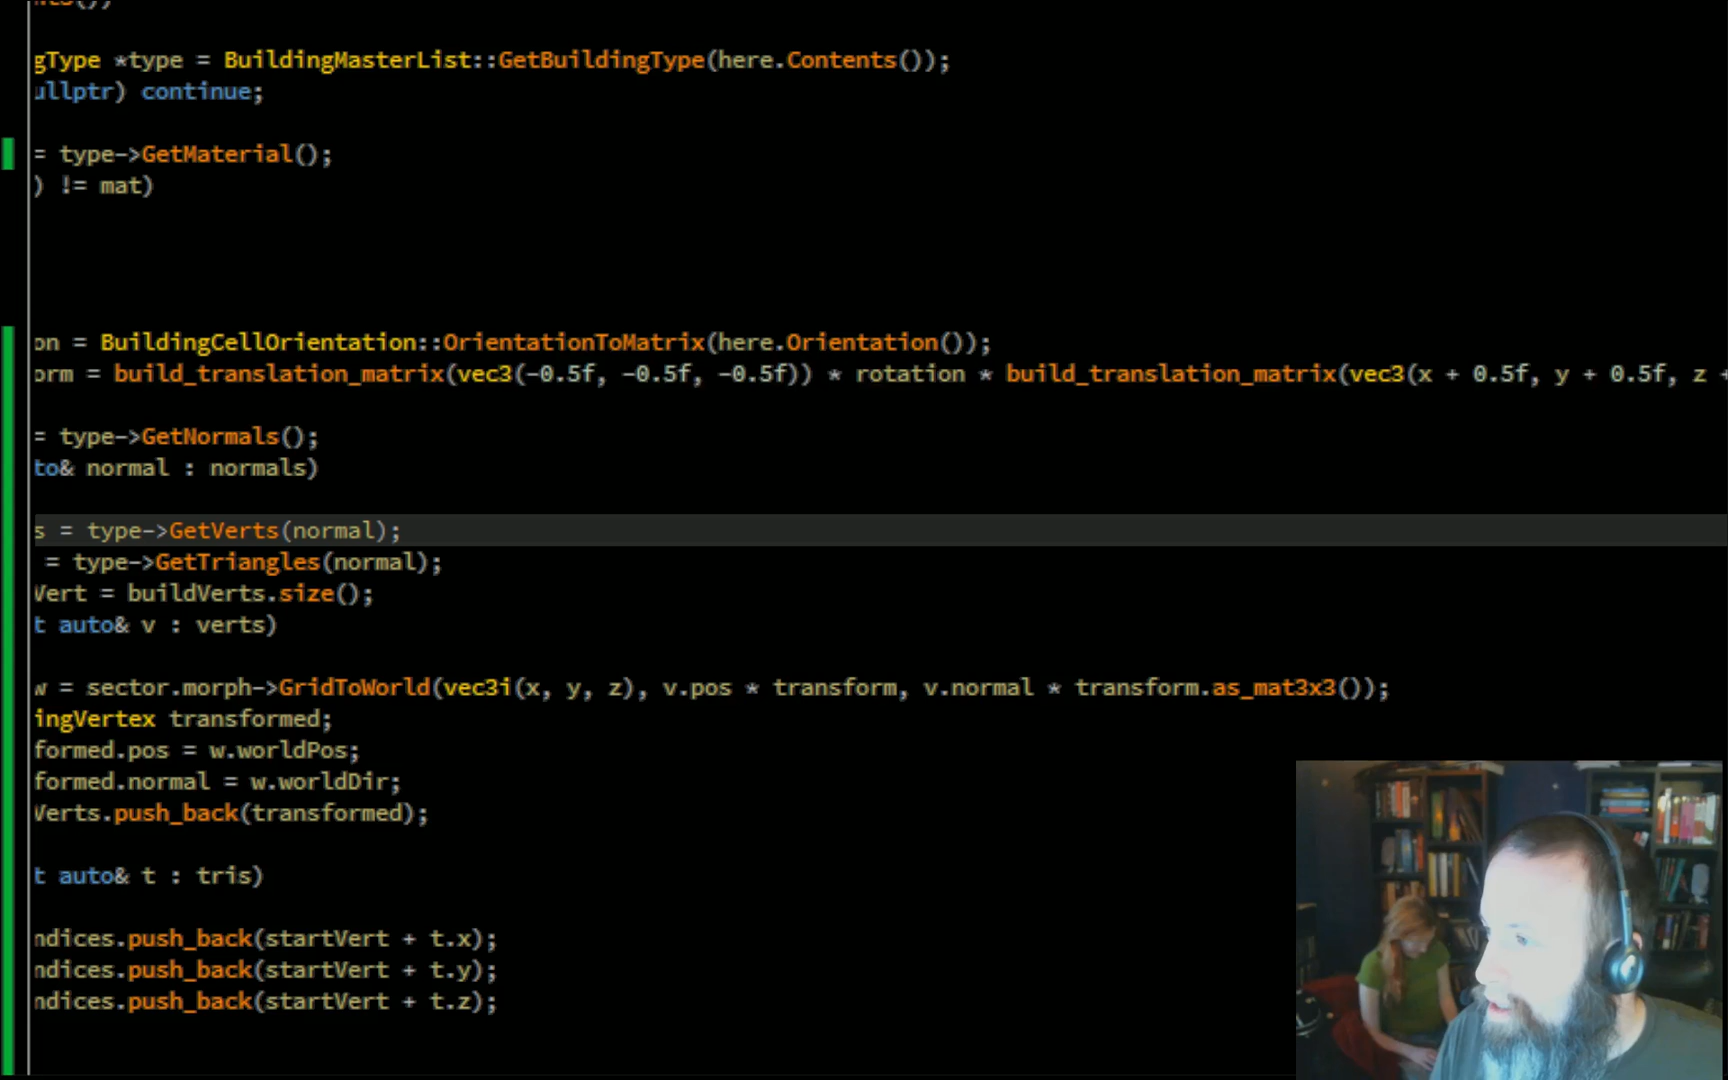 gType *type = BuildingMasterList::GetBuildingType(here.Contents());
ullptr) continue;
= type->GetMaterial();
) != mat)
on = BuildingCellOrientation::OrientationToMatrix(here.Orientation());
orm = build_translation_matrix(vec3(-0.5f, -0.5f, -0.5f)) * rotation * build_translation_matrix(vec3(x + 0.5f, y + 0.5f, z +
= type->GetNormals();
to& normal : normals)
s = type->GetVerts(normal);
= type->GetTriangles(normal);
Vert = buildVerts.size();
t auto& v : verts)
w = sector.morph->GridToWorld(vec3i(x, y, z), v.pos * transform, v.normal * transform.as_mat3x3());
ingVertex transformed;
formed.pos = w.worldPos;
formed.normal = w.worldDir;
Verts.push_back(transformed);
t auto& t : tris)
ndices.push_back(startVert + t.x);
ndices.push_back(startVert + t.y);
ndices.push_back(startVert + t.z);